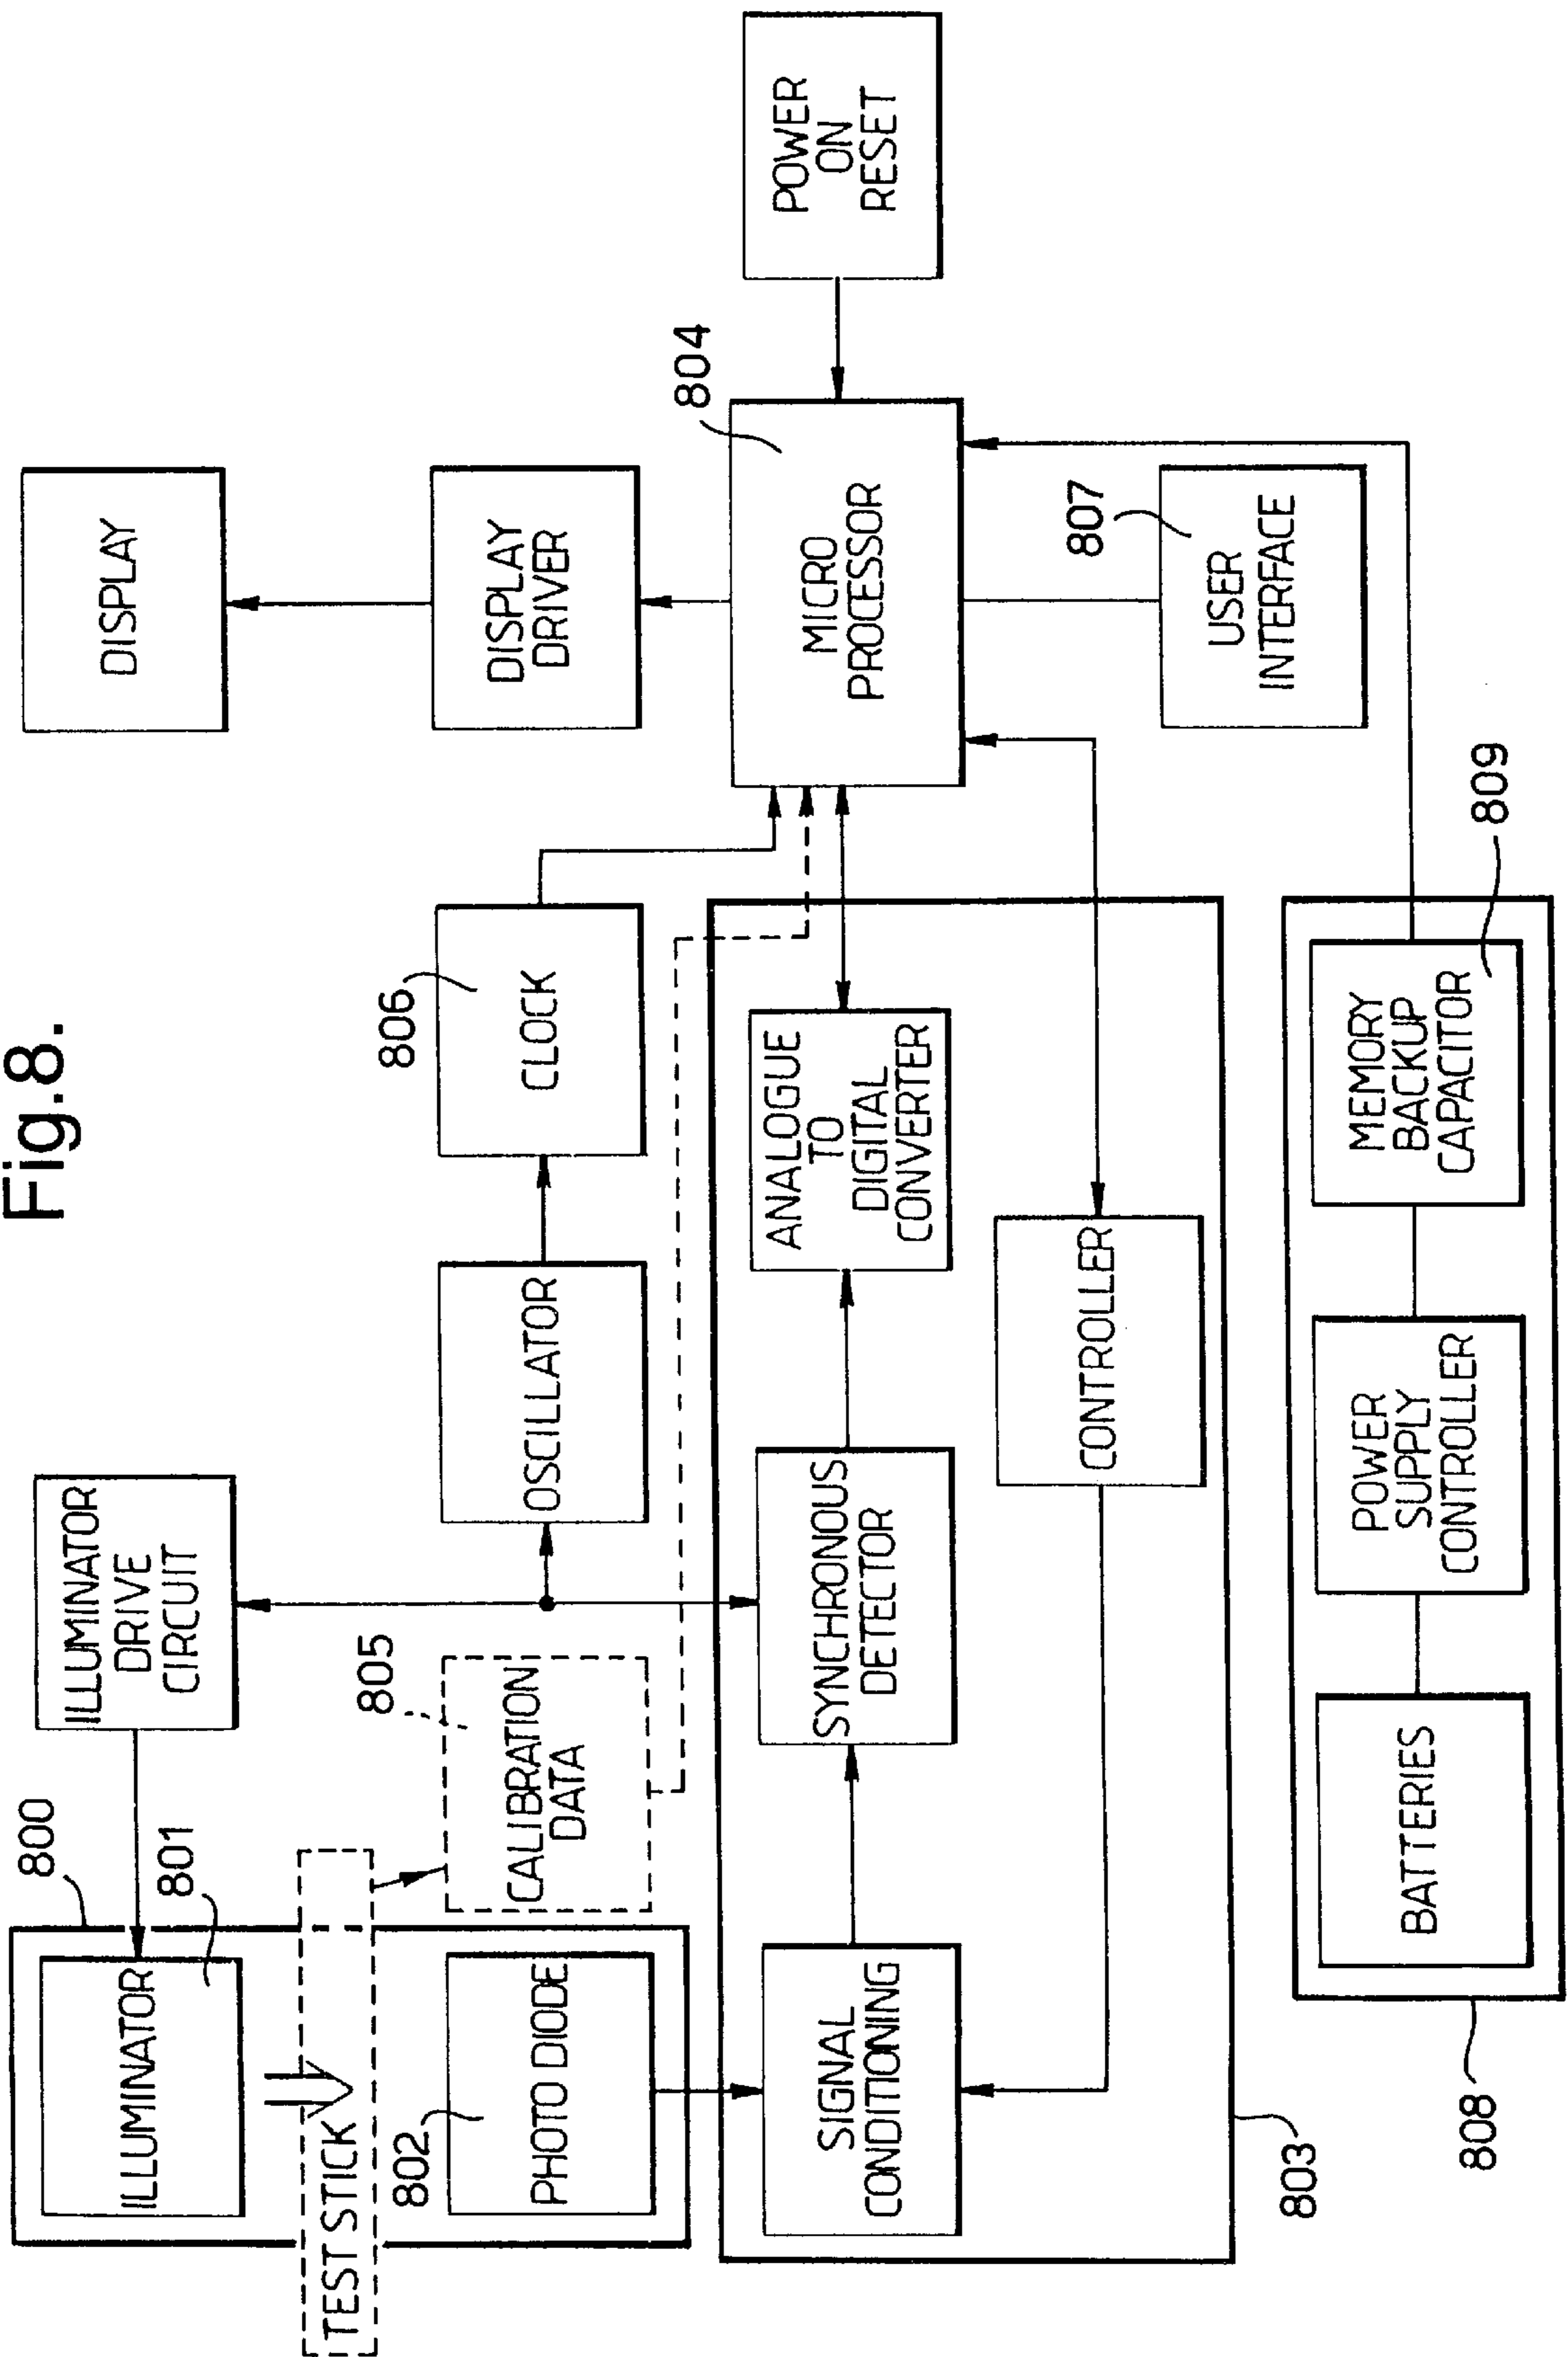 Fig.8.
800
801
ILLUMINATOR
ILLUMINATOR
DRIVE
CIRCUIT
DISPLAY
TEST STICK
802
PHOTO DIODE
805
CALIBRATION
DATA
OSCILLATOR
806
CLOCK
DISPLAY
DRIVER
804
MICRO
PROCESSOR
POWER
ON
RESET
SIGNAL
CONDITIONING
SYNCHRONOUS
DETECTOR
ANALOGUE
TO
DIGITAL
CONVERTER
CONTROLLER
803
807
USER
INTERFACE
808
BATTERIES
POWER
SUPPLY
CONTROLLER
MEMORY
BACKUP
CAPACITOR
809